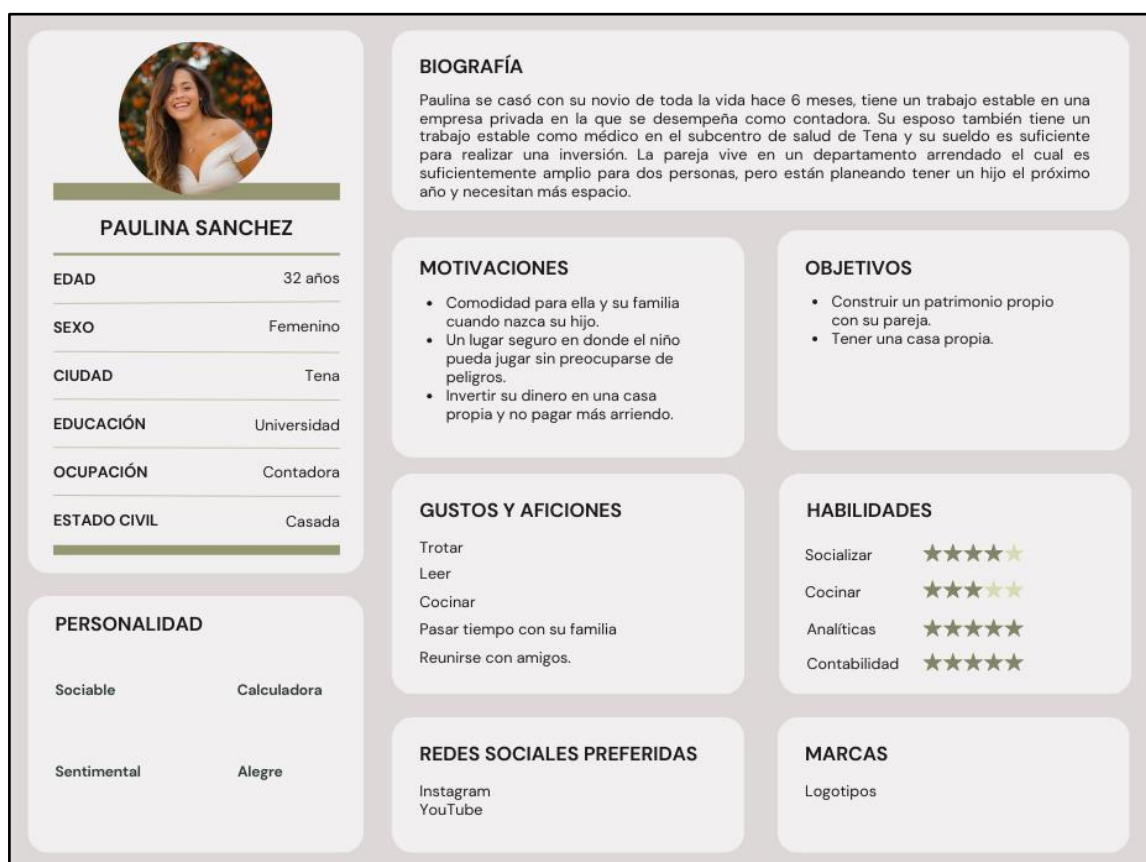 PAULINA SANCHEZ
EDAD 32 años
SEXO Femenino
CIUDAD Tena
EDUCACIÓN Universidad
OCUPACIÓN Contadora
ESTADO CIVIL Casada
PERSONALIDAD
Sociable Calculadora
Sentimental Alegre
BIOGRAFÍA
Paulina se casó con su novio de toda la vida hace 6 meses, tiene un trabajo estable en una
empresa privada en la que se desempeña como contadora. Su esposo también tiene un
trabajo estable como médico en el subcentro de salud de Tena y su sueldo es suficiente
para realizar una inversión. La pareja vive en un departamento arrendado el cual es
suficientemente amplio para dos personas, pero están planeando tener un hijo el próximo
año y necesitan más espacio.
MOTIVACIONES
• Comodidad para ella y su familia
cuando nazca su hijo.
• Un lugar seguro en donde el niño
pueda jugar sin preocuparse de
peligros.
• Invertir su dinero en una casa
propia y no pagar más arriendo.
OBJETIVOS
• Construir un patrimonio propio
con su pareja.
• Tener una casa propia.
GUSTOS Y AFICIONES
Trotar
Leer
Cocinar
Pasar tiempo con su familia
Reunirse con amigos.
HABILIDADES
Socializar
Cocinar
Analíticas
Contabilidad
REDES SOCIALES PREFERIDAS
Instagram
YouTube
MARCAS
Logotipos